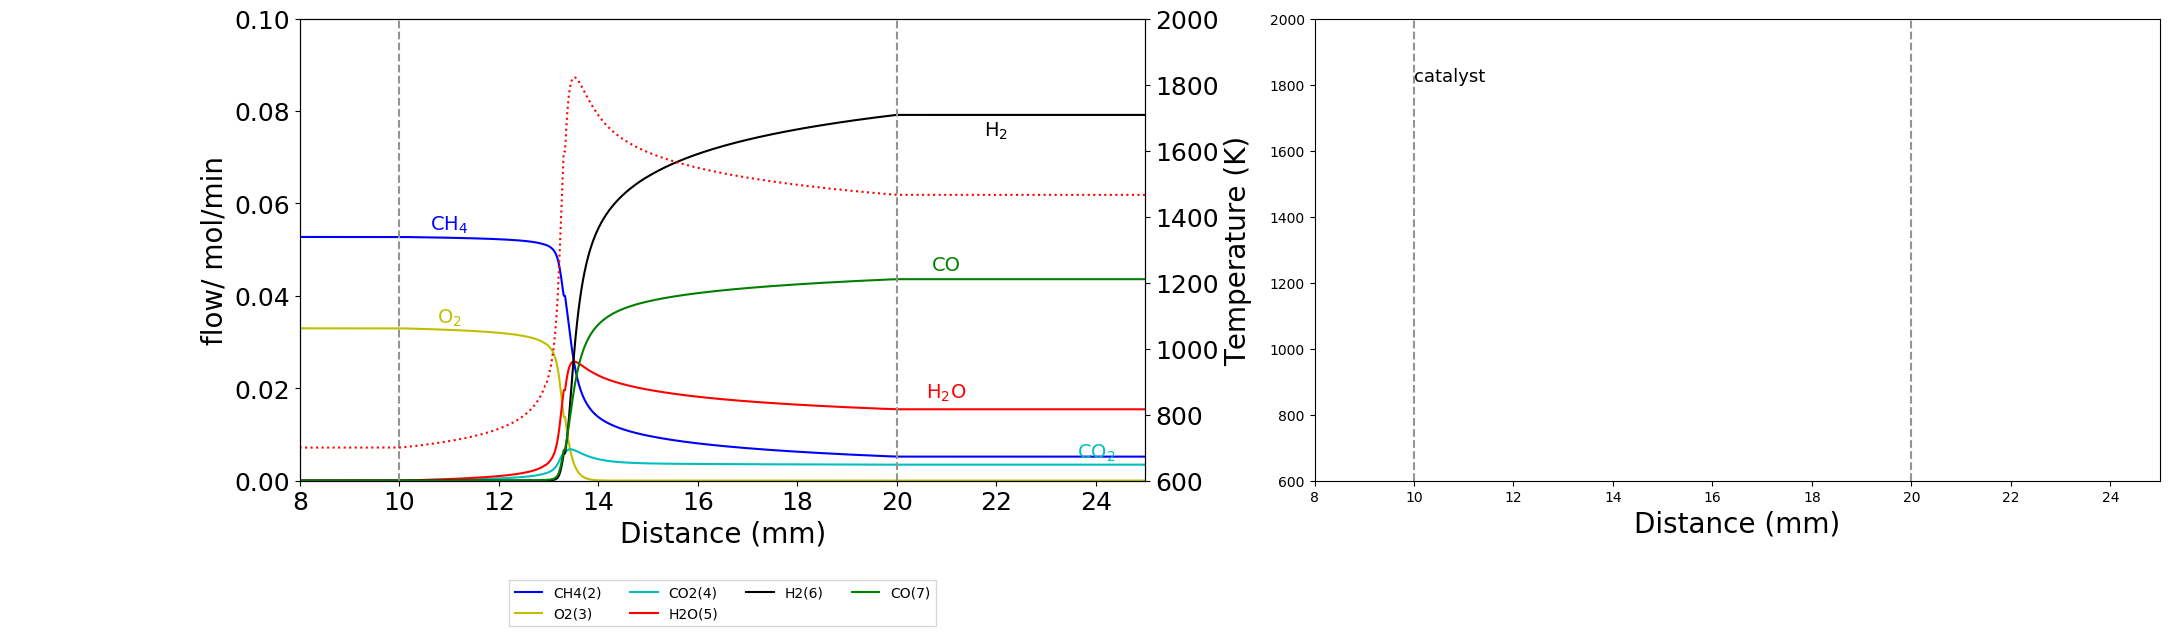 0.10
0.08
0.06
0.04
0.02
0.00
flow/ mol/min
8 10 12 14 16 18 20 22 24
Distance (mm)
CH₄
O₂
H₂
CO
H₂O
CO₂
2000
1800
1600
1400
1200
1000
800
600
Temperature (K)
CH4(2) CO2(4) H2(6) CO(7)
O2(3) H2O(5)
2000
1800
1600
1400
1200
1000
800
600
catalyst
8 10 12 14 16 18 20 22 24
Distance (mm)